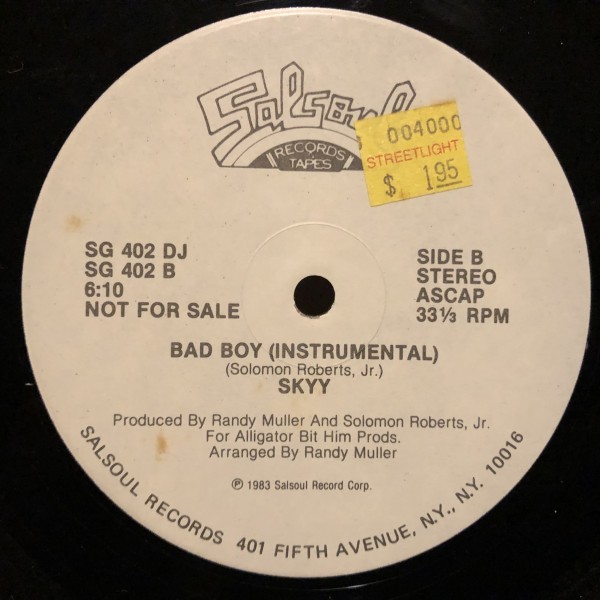 Salsoul
RECORDS
TAPES
004000
STREETLIGHT
$ 1.95
SG 402 DJ
SG 402 B
6:10
NOT FOR SALE
SIDE B
STEREO
ASCAP
33⅓ RPM
BAD BOY (INSTRUMENTAL)
(Solomon Roberts, Jr.)
SKYY
Produced By Randy Muller And Solomon Roberts, Jr.
For Alligator Bit Him Prods.
Arranged By Randy Muller
℗ 1983 Salsoul Record Corp.
SALSOUL RECORDS 401 FIFTH AVENUE, N.Y., N.Y. 10016